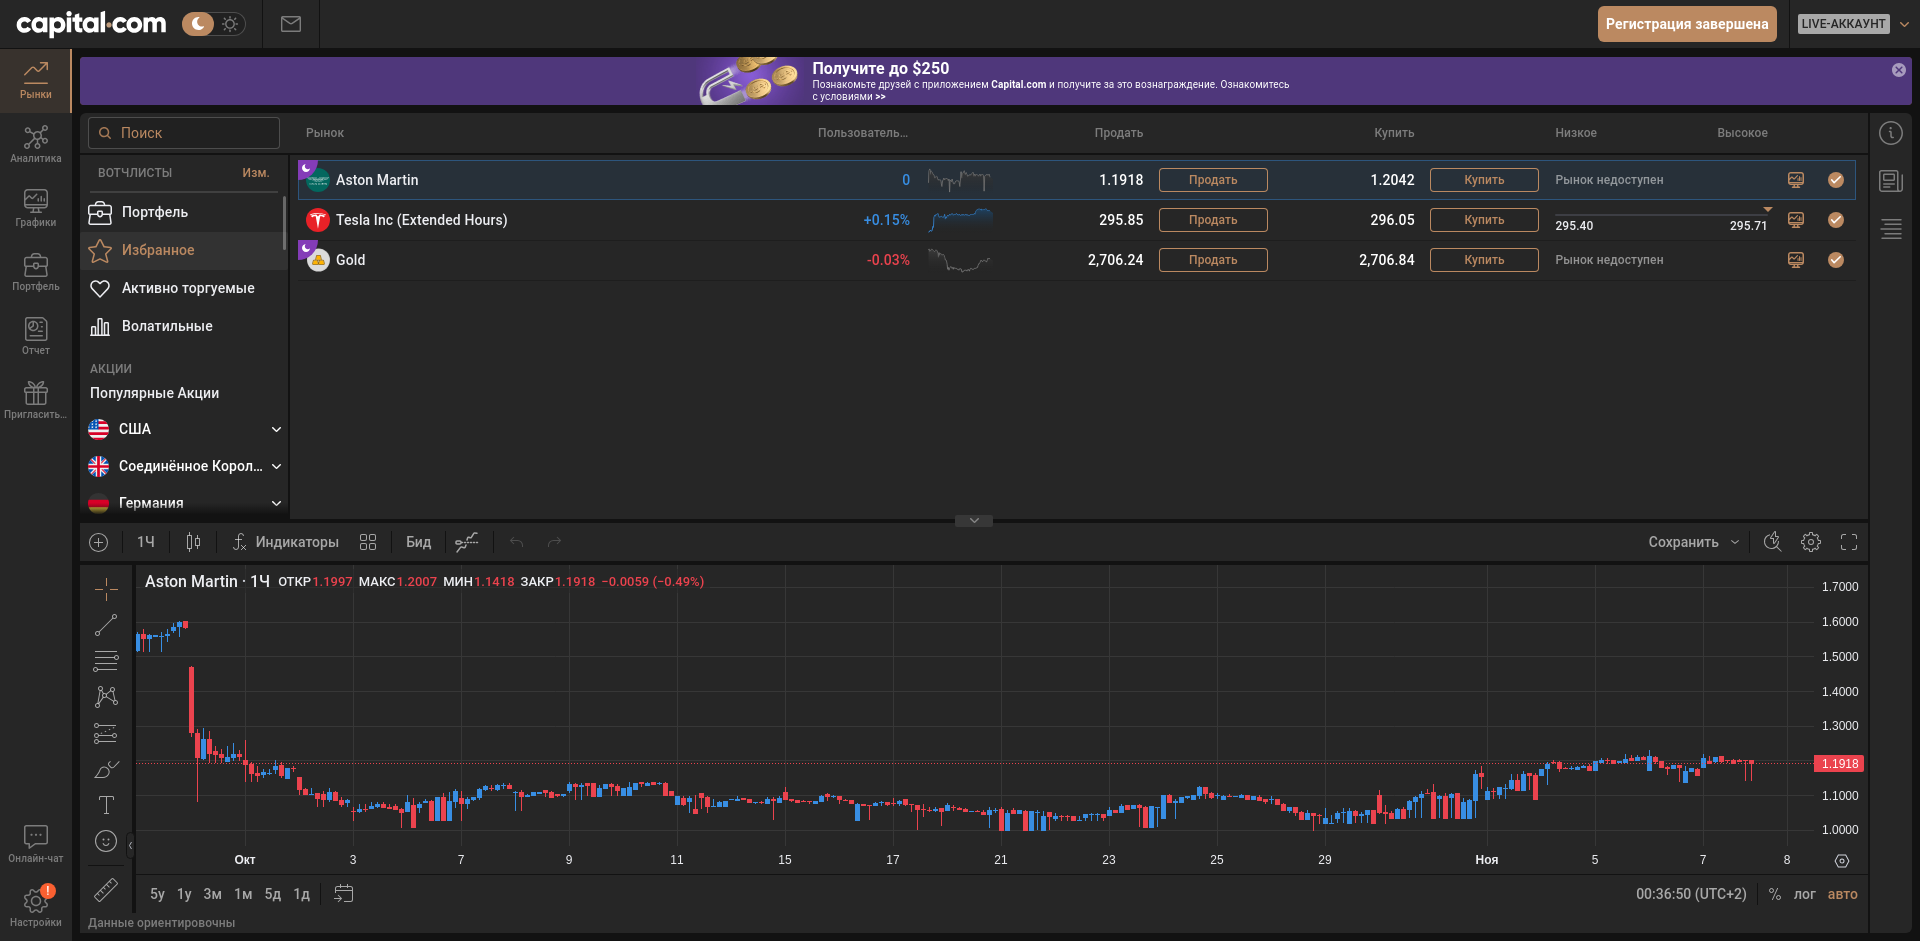 capital.com
Регистрация завершена
LIVE-АККАУНТ
Рынки
Аналитика
Графики
Портфель
Отчет
Пригласить...
Онлайн-чат
!
Настройки
Получите до $250
Познакомьте друзей с приложением Capital.com и получите за это вознаграждение. Ознакомитесь
с условиями >>
Поиск
Рынок Пользователь... Продать Купить Низкое Высокое
ВОТЧЛИСТЫ Изм.
Портфель
Избранное
Активно торгуемые
Волатильные
АКЦИИ
Популярные Акции
США
Соединённое Корол...
Германия
Aston Martin 0 1.1918 Продать 1.2042 Купить Рынок недоступен
Tesla Inc (Extended Hours) +0.15% 295.85 Продать 296.05 Купить 295.40 295.71
Gold -0.03% 2,706.24 Продать 2,706.84 Купить Рынок недоступен
1Ч Индикаторы Бид Сохранить
Aston Martin · 1Ч ОТКР1.1997 МАКС1.2007 МИН1.1418 ЗАКР1.1918 −0.0059 (−0.49%)
1.7000
1.6000
1.5000
1.4000
1.3000
1.1918
1.1000
1.0000
Окт 3 5 7 9 11 15 17 21 23 25 29 Ноя 5 7 8
5y 1y 3м 1м 5д 1д
00:36:50 (UTC+2) % лог авто
Данные ориентировочны